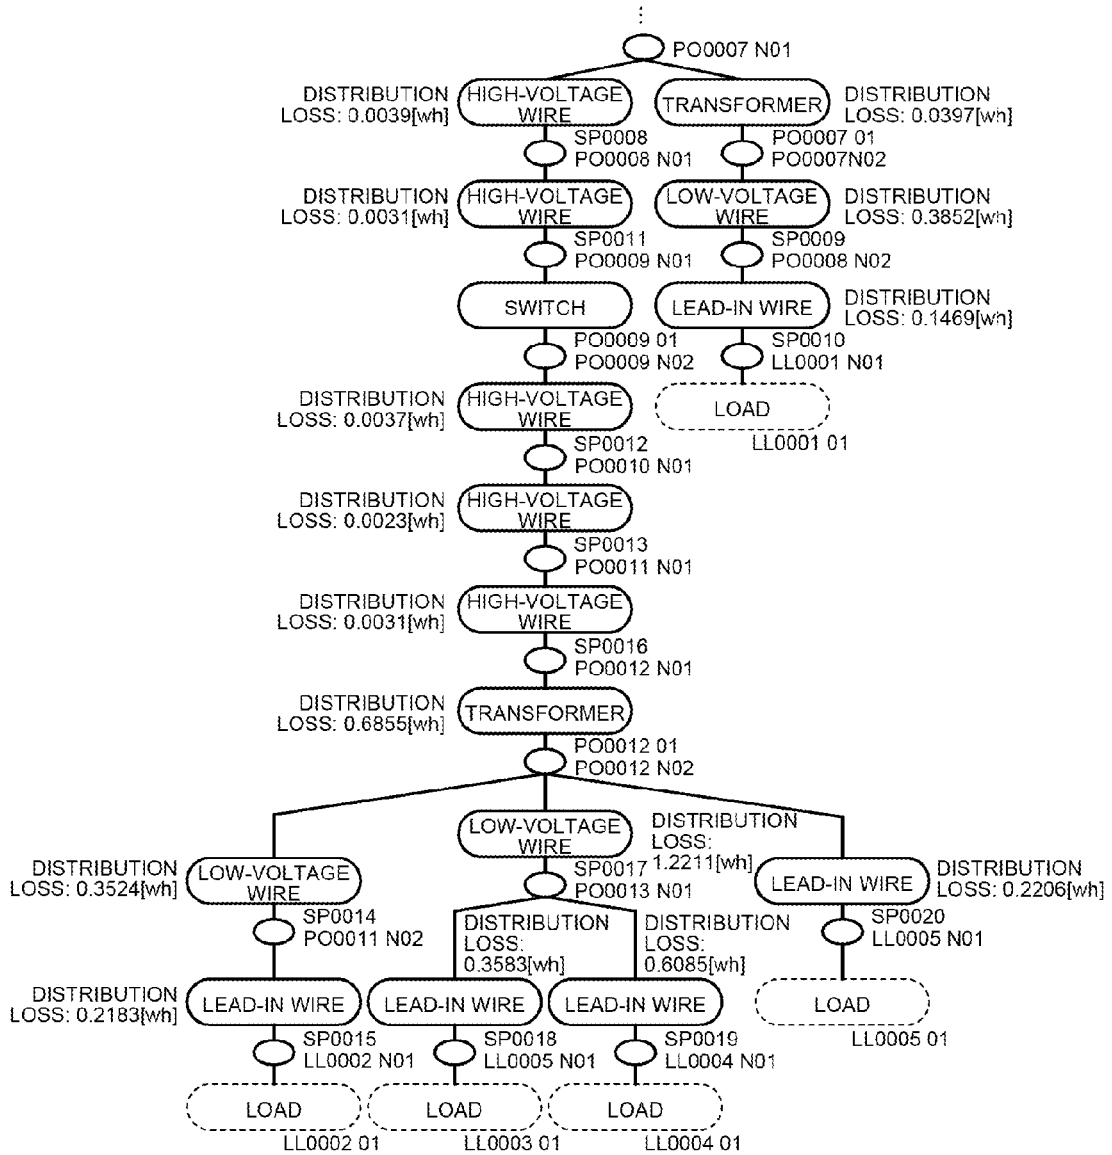 PO0007 N01
DISTRIBUTION
LOSS: 0.0039[wh]
HIGH-VOLTAGE
WIRE
TRANSFORMER
DISTRIBUTION
LOSS: 0.0397[wh]
SP0008
PO0008 N01
PO0007 01
PO0007N02
DISTRIBUTION
LOSS: 0.0031[wh]
HIGH-VOLTAGE
WIRE
LOW-VOLTAGE
WIRE
DISTRIBUTION
LOSS: 0.3852[wh]
SP0011
PO0009 N01
SP0009
PO0008 N02
SWITCH
LEAD-IN WIRE
DISTRIBUTION
LOSS: 0.1469[wh]
PO0009 01
PO0009 N02
SP0010
LL0001 N01
DISTRIBUTION
LOSS: 0.0037[wh]
HIGH-VOLTAGE
WIRE
LOAD
LL0001 01
SP0012
PO0010 N01
DISTRIBUTION
LOSS: 0.0023[wh]
HIGH-VOLTAGE
WIRE
SP0013
PO0011 N01
DISTRIBUTION
LOSS: 0.0031[wh]
HIGH-VOLTAGE
WIRE
SP0016
PO0012 N01
DISTRIBUTION
LOSS: 0.6855[wh]
TRANSFORMER
PO0012 01
PO0012 N02
LOW-VOLTAGE
WIRE
DISTRIBUTION
LOSS:
1.2211[wh]
DISTRIBUTION
LOSS: 0.3524[wh]
LOW-VOLTAGE
WIRE
SP0017
PO0013 N01
LEAD-IN WIRE
DISTRIBUTION
LOSS: 0.2206[wh]
SP0014
PO0011 N02
DISTRIBUTION
LOSS:
0.3583[wh]
DISTRIBUTION
LOSS:
0.6085[wh]
SP0020
LL0005 N01
DISTRIBUTION
LOSS: 0.2183[wh]
LEAD-IN WIRE
LEAD-IN WIRE
LEAD-IN WIRE
LOAD
LL0005 01
SP0015
LL0002 N01
SP0018
LL0005 N01
SP0019
LL0004 N01
LOAD
LOAD
LOAD
LL0002 01
LL0003 01
LL0004 01